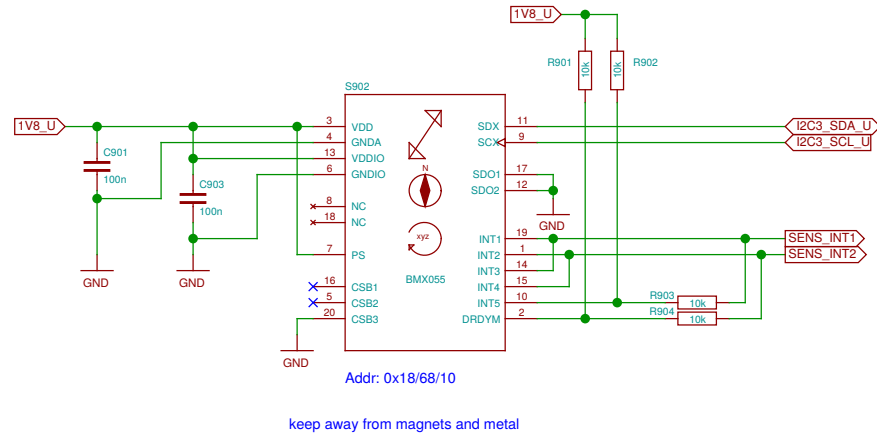 1V8_U
R901
10k
10k
R902
S902
1V8_U
3
VDD
4
GNDA
13
VDDIO
6
GNDIO
8
NC
18
NC
7
PS
16
CSB1
5
CSB2
20
CSB3
C901
100n
C903
100n
GND
GND
GND
N
xyz
BMX055
SDX
11
I2C3_SDA_U
SCX
9
I2C3_SCL_U
SDO1
17
SDO2
12
GND
INT1
19
SENS_INT1
INT2
1
SENS_INT2
INT3
14
INT4
15
INT5
10
R903
10k
DRDYM
2
R904
10k
Addr: 0x18/68/10
keep away from magnets and metal